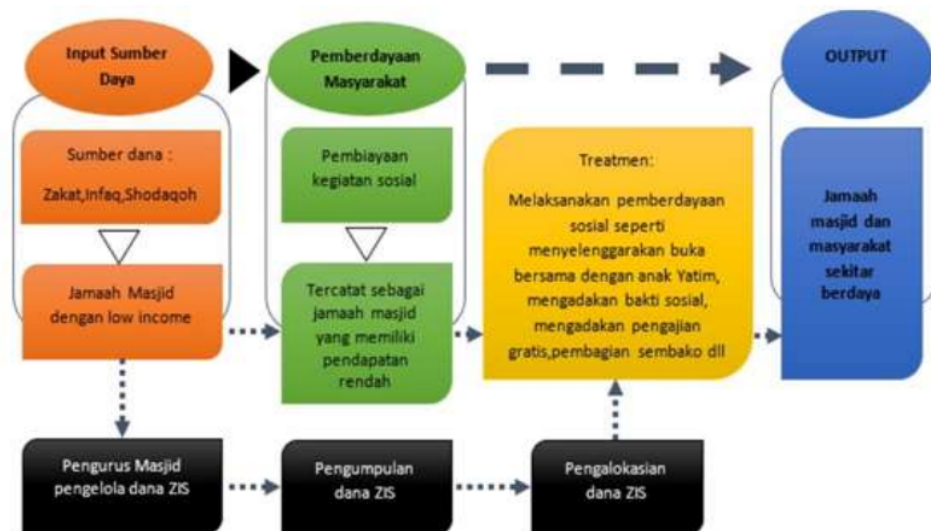 Input Sumber
Daya
Pemberdayaan
Masyarakat
OUTPUT
Sumber dana :
Zakat,Infaq,Shodaqoh
Jamaah Masjid
dengan low income
Pembiayaan
kegiatan sosial
Tercatat sebagai
jamaah masjid
yang memiliki
pendapatan
rendah
Treatmen:
Melaksanakan pemberdayaan
sosial seperti
menyelenggarakan buka
bersama dengan anak Yatim,
mengadakan bakti sosial,
mengadakan pengajian
gratis,pembagian sembako dll
Jamaah
masjid dan
masyarakat
sekitar
berdaya
Pengurus Masjid
pengelola dana ZIS
Pengumpulan
dana ZIS
Pengalokasian
dana ZIS